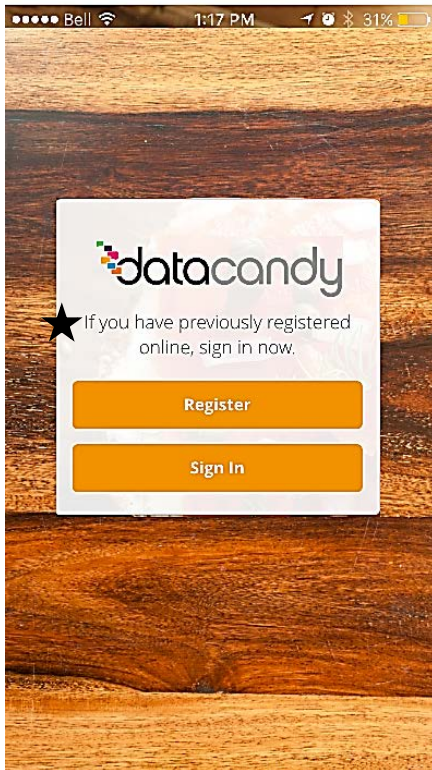 Bell 1:17 PM 31%
datacandy
If you have previously registered
online, sign in now.
Register
Sign In